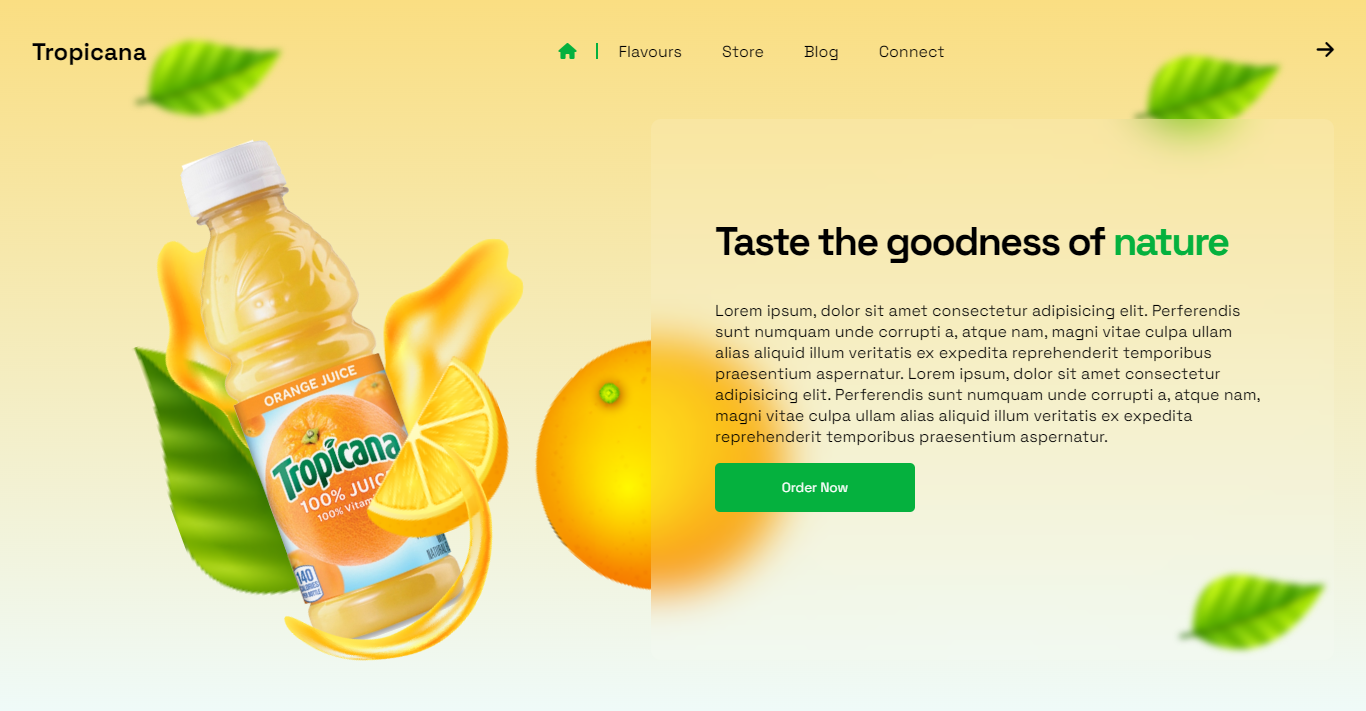 Tropicana
Flavours
Store
Blog
Connect
Taste the goodness of nature
Lorem ipsum, dolor sit amet consectetur adipisicing elit. Perferendis
sunt numquam unde corrupti a, atque nam, magni vitae culpa ullam
alias aliquid illum veritatis ex expedita reprehenderit temporibus
praesentium aspernatur. Lorem ipsum, dolor sit amet consectetur
adipisicing elit. Perferendis sunt numquam unde corrupti a, atque nam,
magni vitae culpa ullam alias aliquid illum veritatis ex expedita
reprehenderit temporibus praesentium aspernatur.
Order Now
ORANGE JUICE
Tropicana
100% JUIC
100% Vitam
140
CALORIES
PER BOTTLE